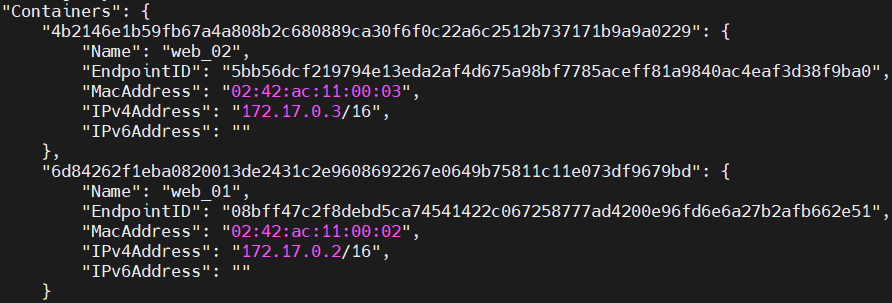 "Containers": {
    "4b2146e1b59fb67a4a808b2c680889ca30f6f0c22a6c2512b737171b9a9a0229": {
        "Name": "web_02",
        "EndpointID": "5bb56dcf219794e13eda2af4d675a98bf7785aceff81a9840ac4eaf3d38f9ba0",
        "MacAddress": "02:42:ac:11:00:03",
        "IPv4Address": "172.17.0.3/16",
        "IPv6Address": ""
    },
    "6d84262f1eba0820013de2431c2e9608692267e0649b75811c11e073df9679bd": {
        "Name": "web_01",
        "EndpointID": "08bff47c2f8debd5ca74541422c067258777ad4200e96fd6e6a27b2afb662e51",
        "MacAddress": "02:42:ac:11:00:02",
        "IPv4Address": "172.17.0.2/16",
        "IPv6Address": ""
    }